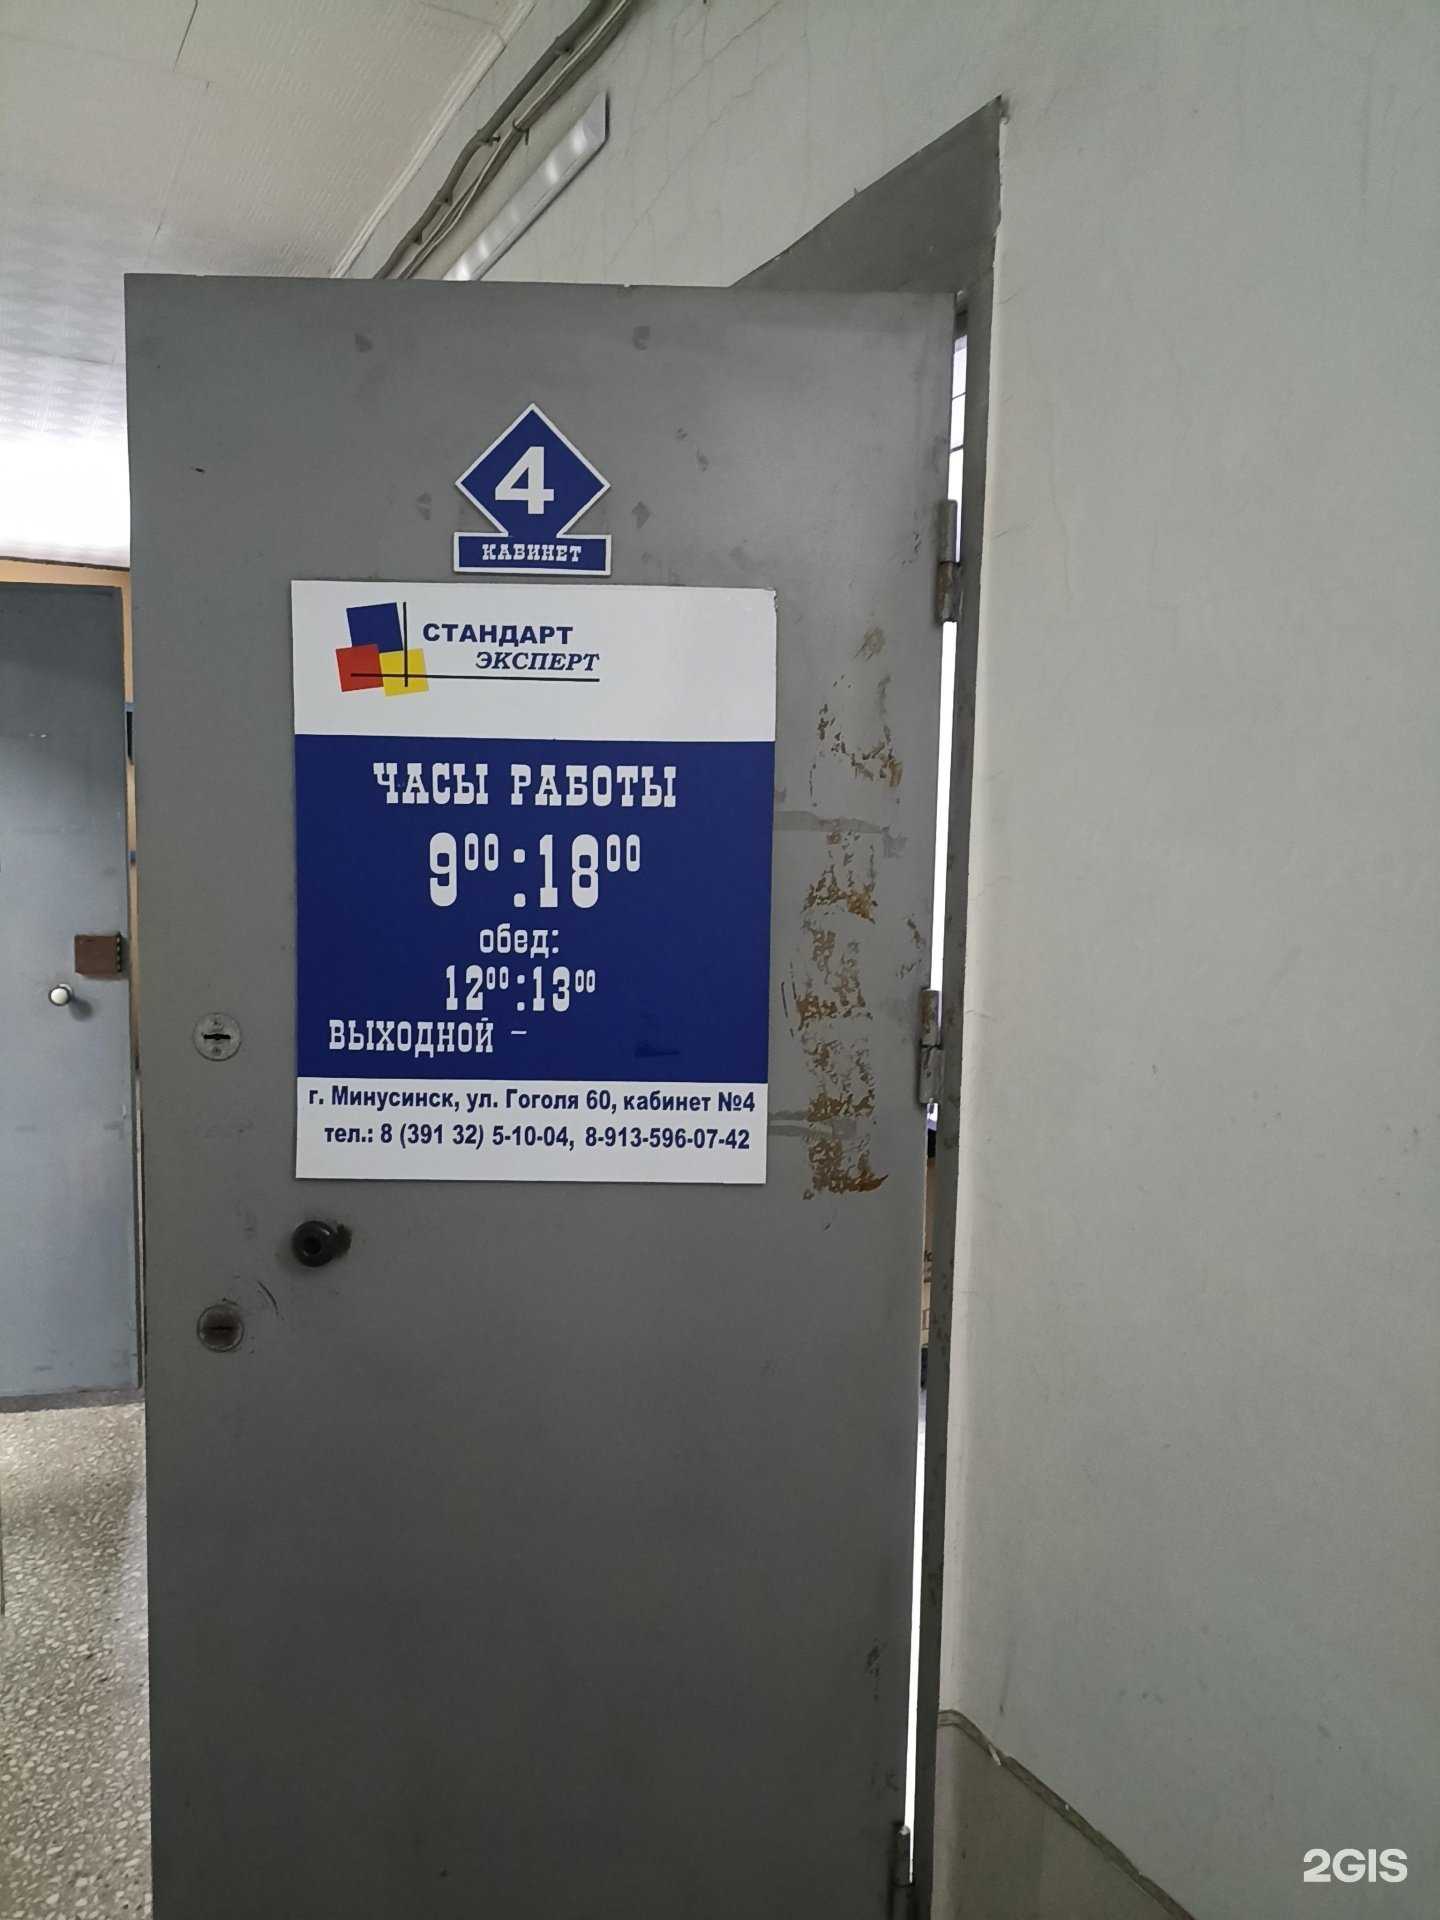 4
КАБИНЕТ
СТАНДАРТ
ЭКСПЕРТ
ЧАСЫ РАБОТЫ
9⁰⁰:18⁰⁰
обед:
12⁰⁰:13⁰⁰
ВЫХОДНОЙ –
г. Минусинск, ул. Гоголя 60, кабинет №4
тел.: 8 (391 32) 5-10-04, 8-913-596-07-42
2GIS